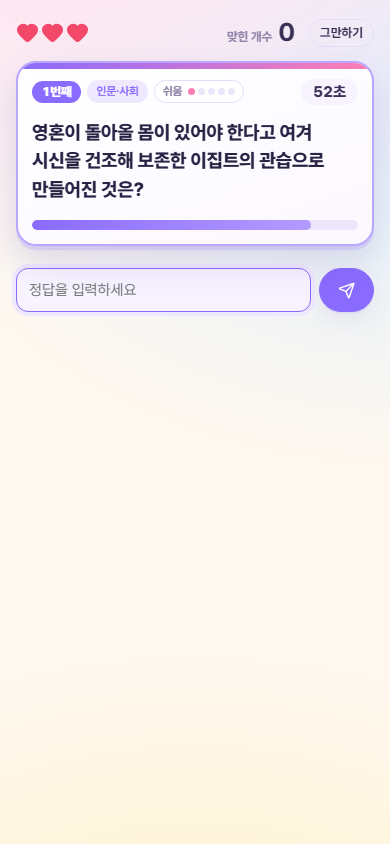 맞힌 개수 0 그만하기
1번째 인문·사회 쉬움 52초
영혼이 돌아올 몸이 있어야 한다고 여겨
시신을 건조해 보존한 이집트의 관습으로
만들어진 것은?
정답을 입력하세요